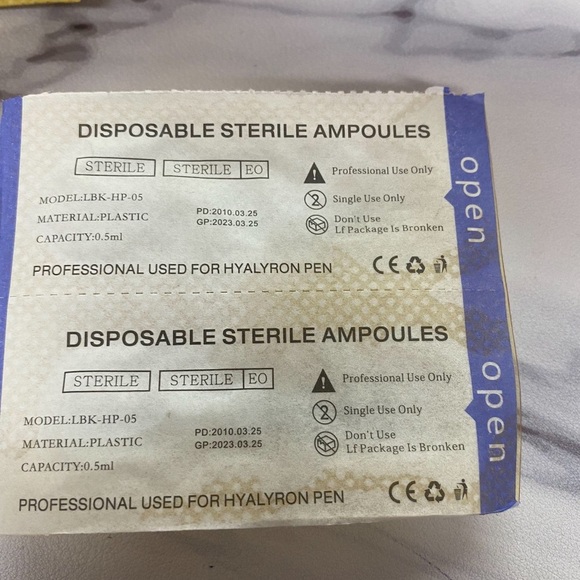 DISPOSABLE STERILE AMPOULES
STERILE STERILE EO
Professional Use Only
MODEL:LBK-HP-05
Single Use Only
MATERIAL:PLASTIC
PD:2010.03.25
GP:2023.03.25
Don't Use
Lf Package Is Bronken
CAPACITY:0.5ml
PROFESSIONAL USED FOR HYALYRON PEN
CE
open
DISPOSABLE STERILE AMPOULES
STERILE STERILE EO
Professional Use Only
MODEL:LBK-HP-05
Single Use Only
MATERIAL:PLASTIC
PD:2010.03.25
GP:2023.03.25
Don't Use
Lf Package Is Bronken
CAPACITY:0.5ml
PROFESSIONAL USED FOR HYALYRON PEN
CE
open